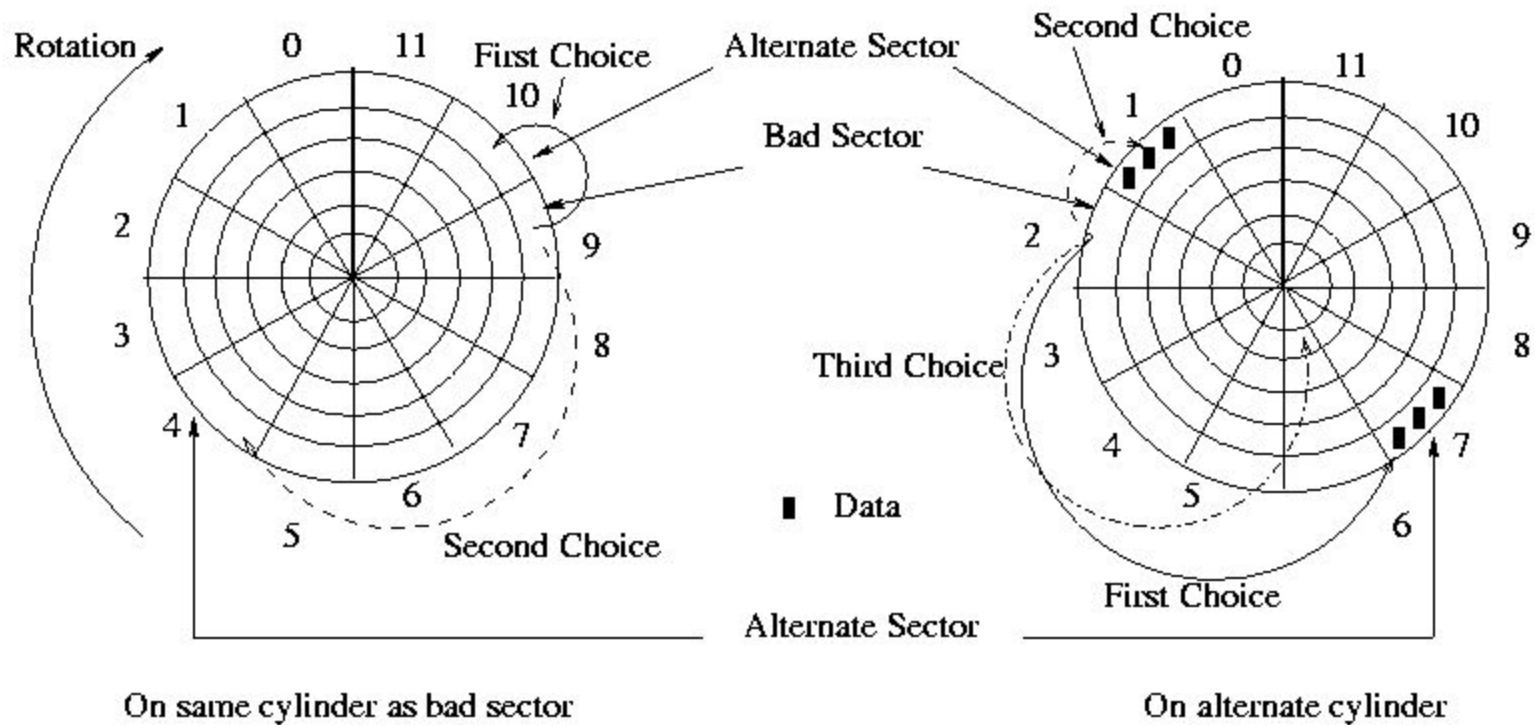 Rotation
0
11
First Choice
10
Alternate Sector
Bad Sector
1
2
3
4
5
6
7
8
9
Second Choice
Second Choice
0
11
1
10
2
9
3
8
Third Choice
4
7
5
6
Data
First Choice
Alternate Sector
On same cylinder as bad sector
On alternate cylinder